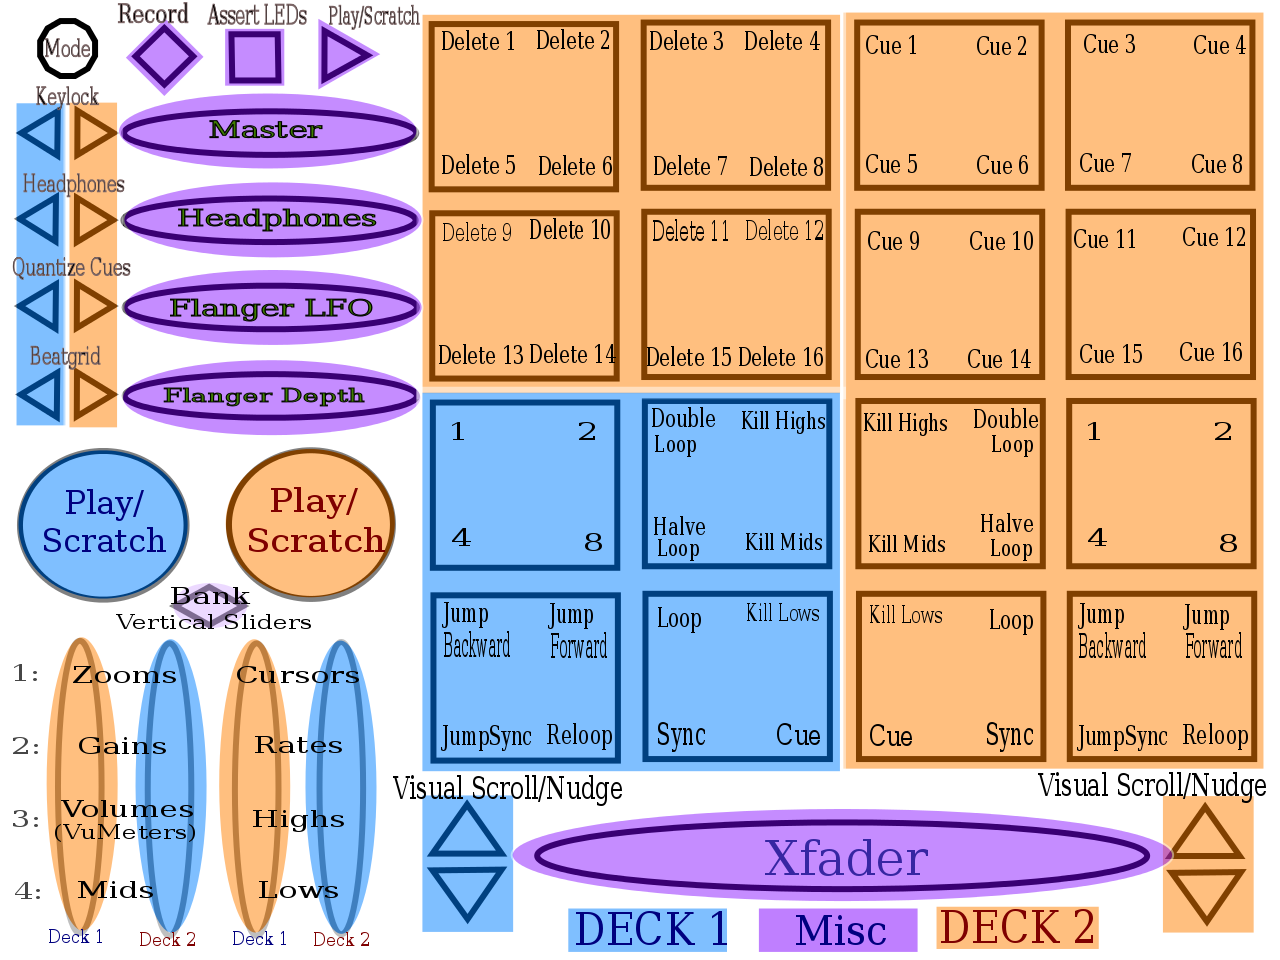 Record
Assert LEDs
Play/Scratch
Mode
Keylock
Master
Headphones
Headphones
Quantize Cues
Flanger LFO
Beatgrid
Flanger Depth
Play/
Scratch
Play/
Scratch
Bank
Vertical Sliders
1: Zooms Cursors
2: Gains Rates
3: Volumes Highs
(VuMeters)
4: Mids Lows
Deck 1 Deck 2 Deck 1 Deck 2
Delete 1 Delete 2 Delete 3 Delete 4
Delete 5 Delete 6 Delete 7 Delete 8
Delete 9 Delete 10 Delete 11 Delete 12
Delete 13 Delete 14 Delete 15 Delete 16
Cue 1 Cue 2 Cue 3 Cue 4
Cue 5 Cue 6 Cue 7 Cue 8
Cue 9 Cue 10 Cue 11 Cue 12
Cue 13 Cue 14 Cue 15 Cue 16
1 2
4 8
Double
Loop
Kill Highs
Halve
Loop
Kill Mids
Jump
Backward
Jump
Forward
JumpSync Reloop
Loop Kill Lows
Sync Cue
Kill Highs
Double
Loop
Kill Mids
Halve
Loop
1 2
4 8
Kill Lows Loop
Cue Sync
Jump
Backward
Jump
Forward
JumpSync Reloop
Visual Scroll/Nudge
Visual Scroll/Nudge
Xfader
DECK 1 Misc DECK 2